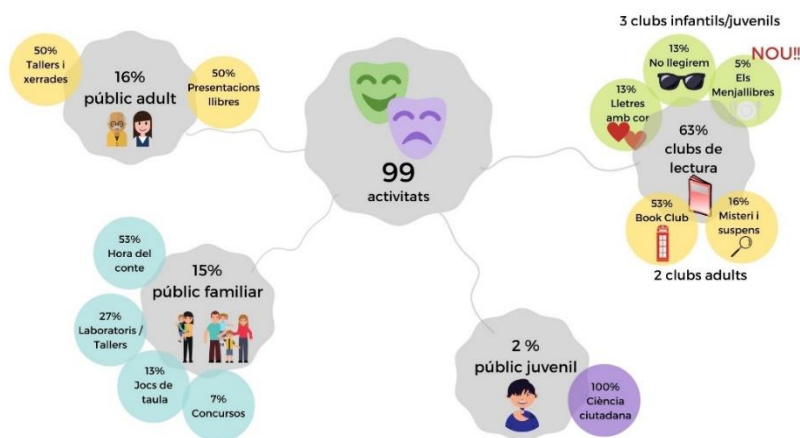 99
activitats
16%
públic adult
50%
Tallers i
xerrades
50%
Presentacions
llibres
3 clubs infantils/juvenils
13%
Lletres
amb cor
13%
No llegirem
5%
Els
Menjallibres
NOU!!
63%
clubs de
lectura
53%
Book Club
16%
Misteri i
suspens
2 clubs adults
15%
públic familiar
53%
Hora del
conte
27%
Laboratoris /
Tallers
13%
Jocs de
taula
7%
Concursos
2 %
públic juvenil
100%
Ciència
ciutadana